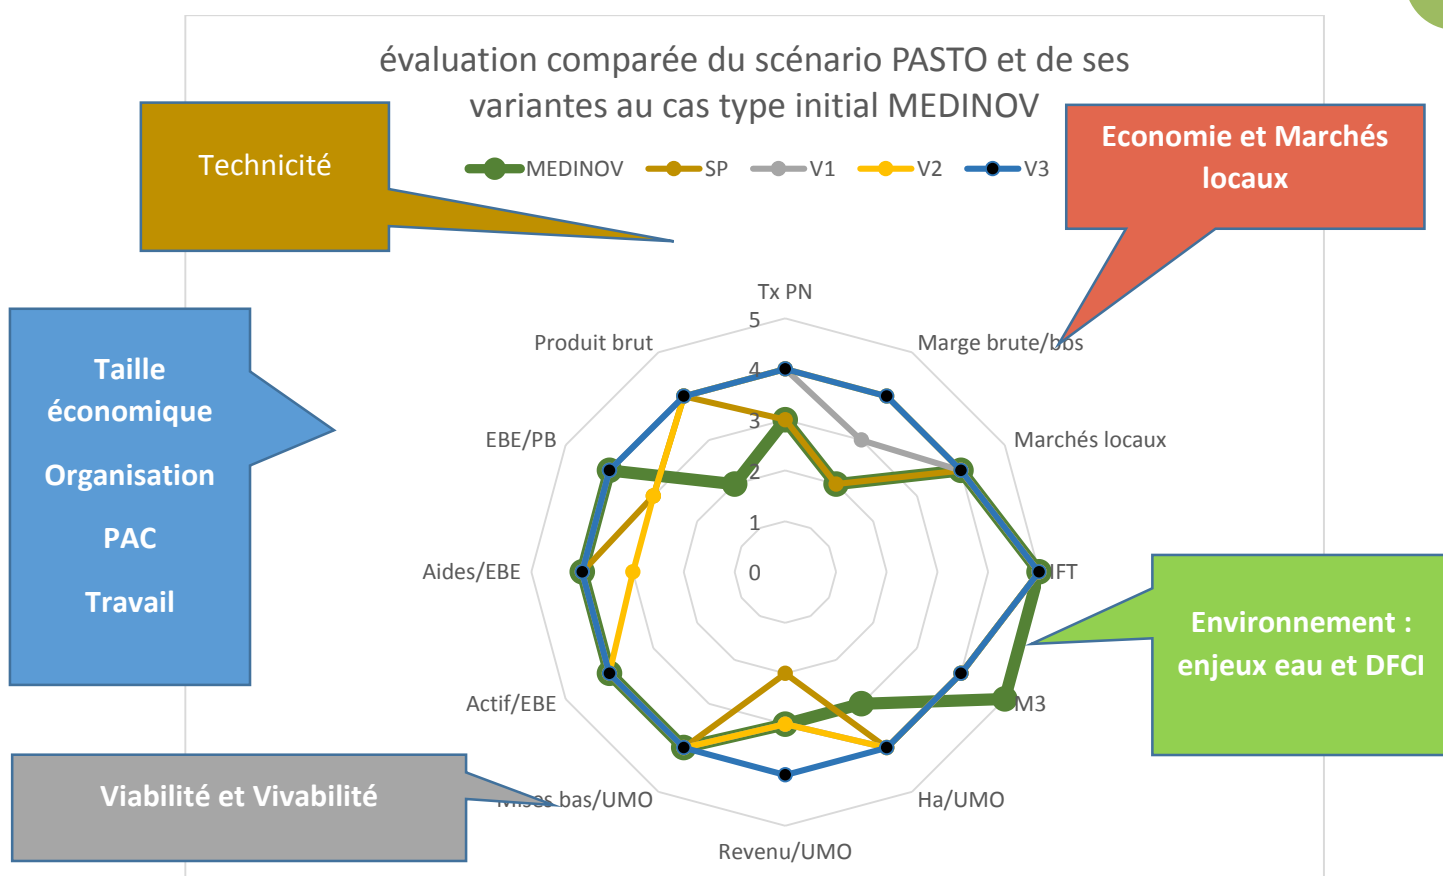 évaluation comparée du scénario PASTO et de ses
variantes au cas type initial MEDINOV
Technicité
Economie et Marchés
locaux
MEDINOV
SP
V1
V2
V3
Taille
économique
Organisation
PAC
Travail
Tx PN
Marge brute/bbs
Marchés locaux
IFT
M3
Ha/UMO
Revenu/UMO
Mises bas/UMO
Actif/EBE
Aides/EBE
EBE/PB
Produit brut
5
4
3
2
1
0
Environnement :
enjeux eau et DFCI
Viabilité et Vivabilité